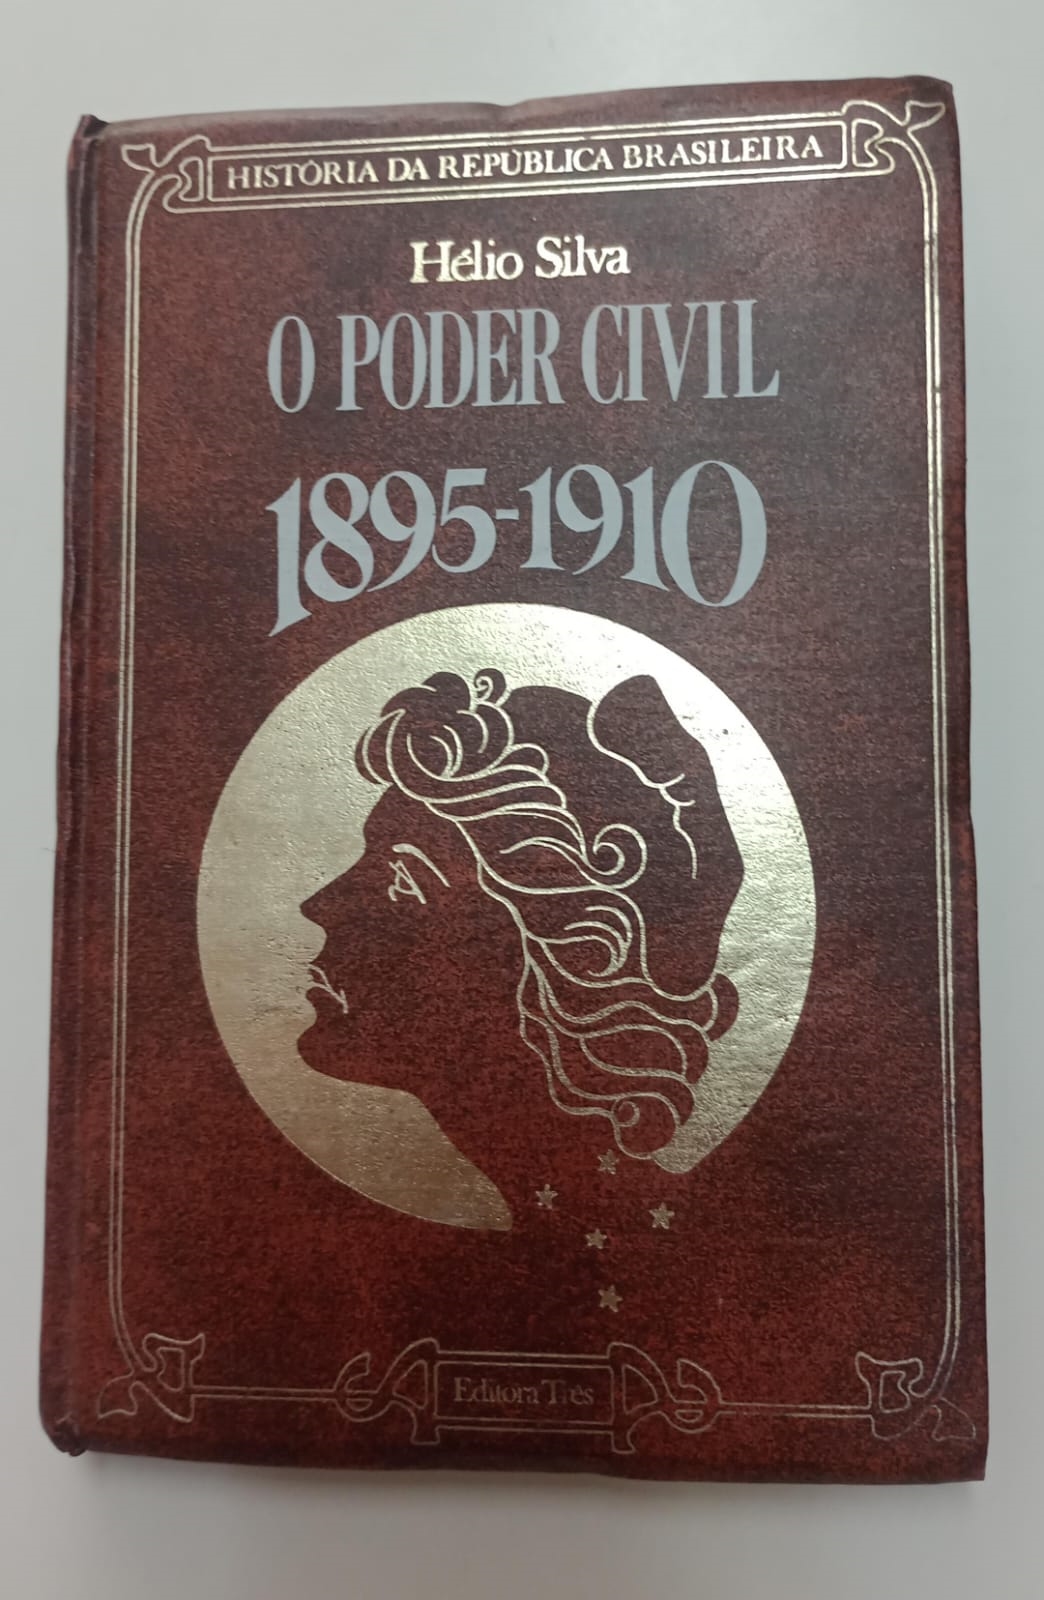 HISTÓRIA DA REPÚBLICA BRASILEIRA
Hélio Silva
O PODER CIVIL
1895-1910
Editora Três